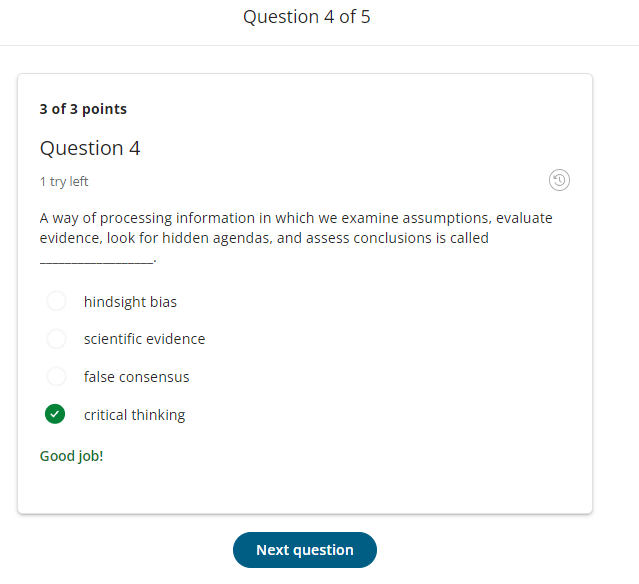 Question 4 of 5
3 of 3 points
Question 4
1 try left
A way of processing information in which we examine assumptions, evaluate
evidence, look for hidden agendas, and assess conclusions is called
__________________.
hindsight bias
scientific evidence
false consensus
critical thinking
Good job!
Next question